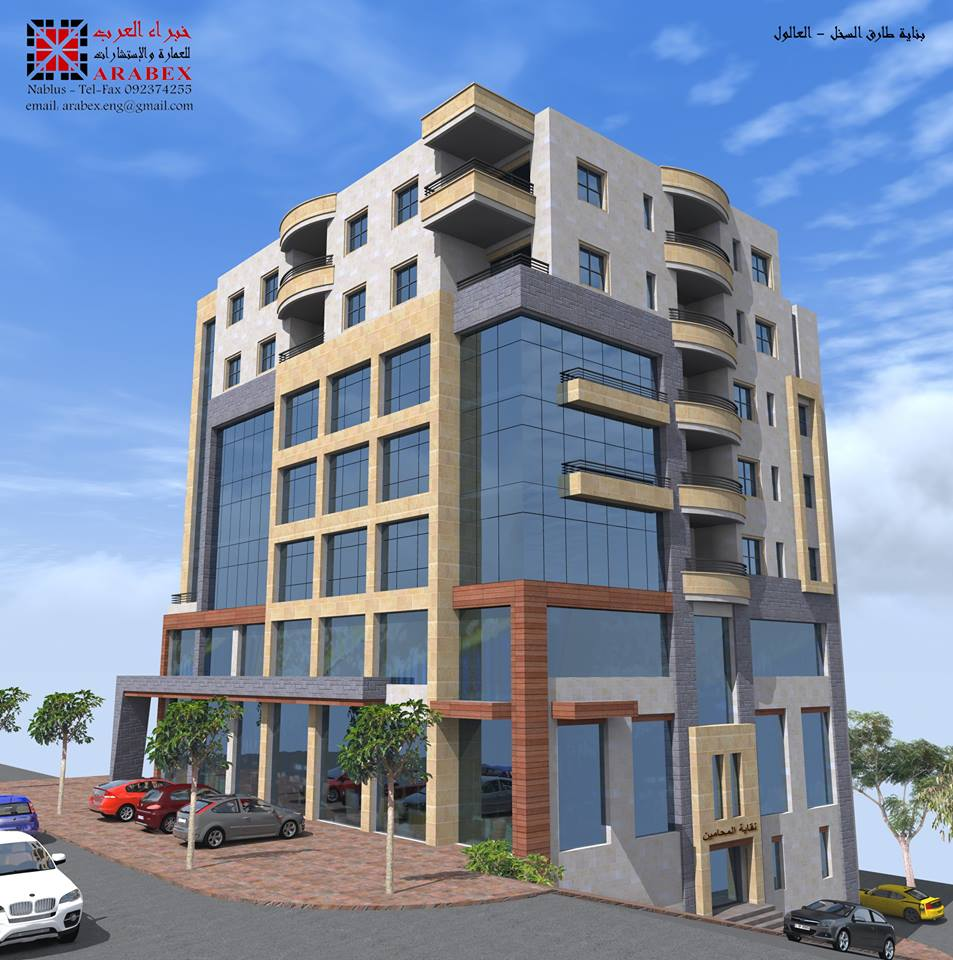 خبراء العرب
للعمارة والإستشارات
ARABEX
Nablus - Tel-Fax 092374255
email: arabex.eng@gmail.com
بناية طارق السخل - العالول
نقابة المحامين